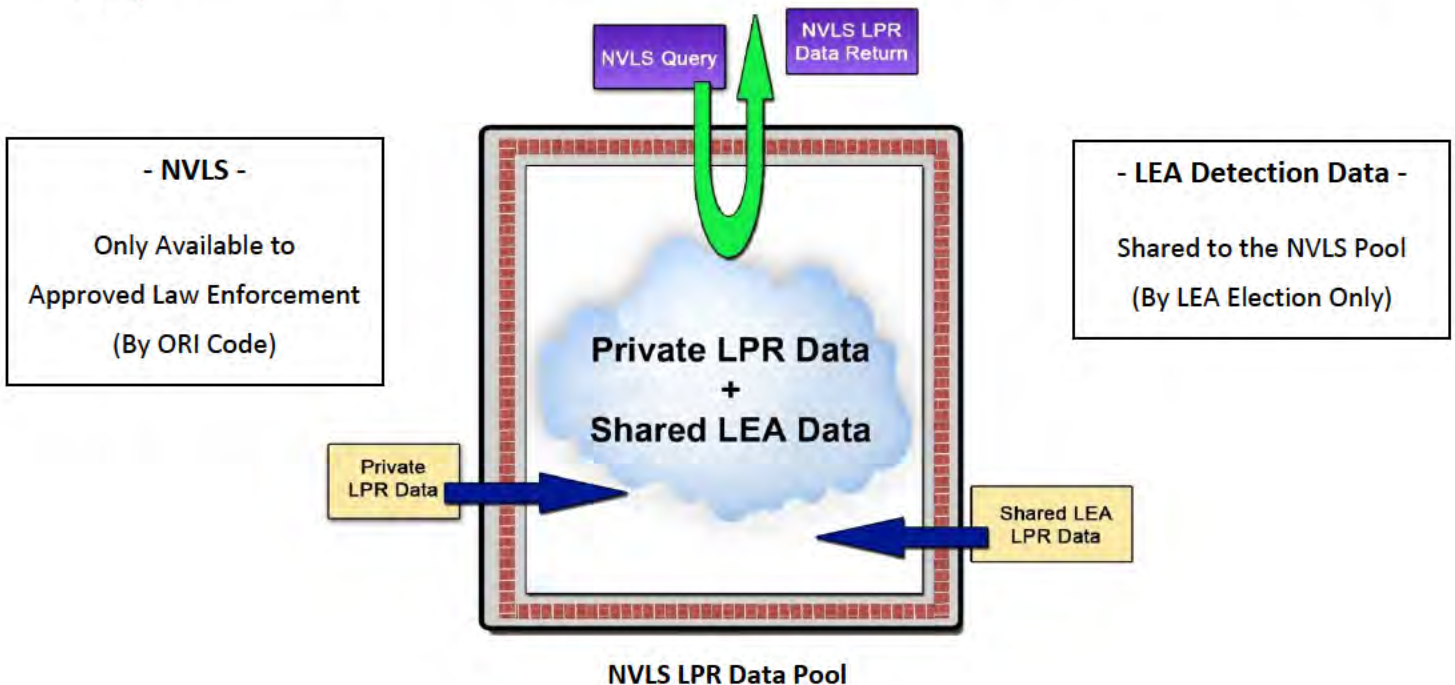 NVLS Query
NVLS LPR
Data Return
- NVLS -
Only Available to
Approved Law Enforcement
(By ORI Code)
- LEA Detection Data -
Shared to the NVLS Pool
(By LEA Election Only)
Private LPR Data
+
Shared LEA Data
Private
LPR Data
Shared LEA
LPR Data
NVLS LPR Data Pool